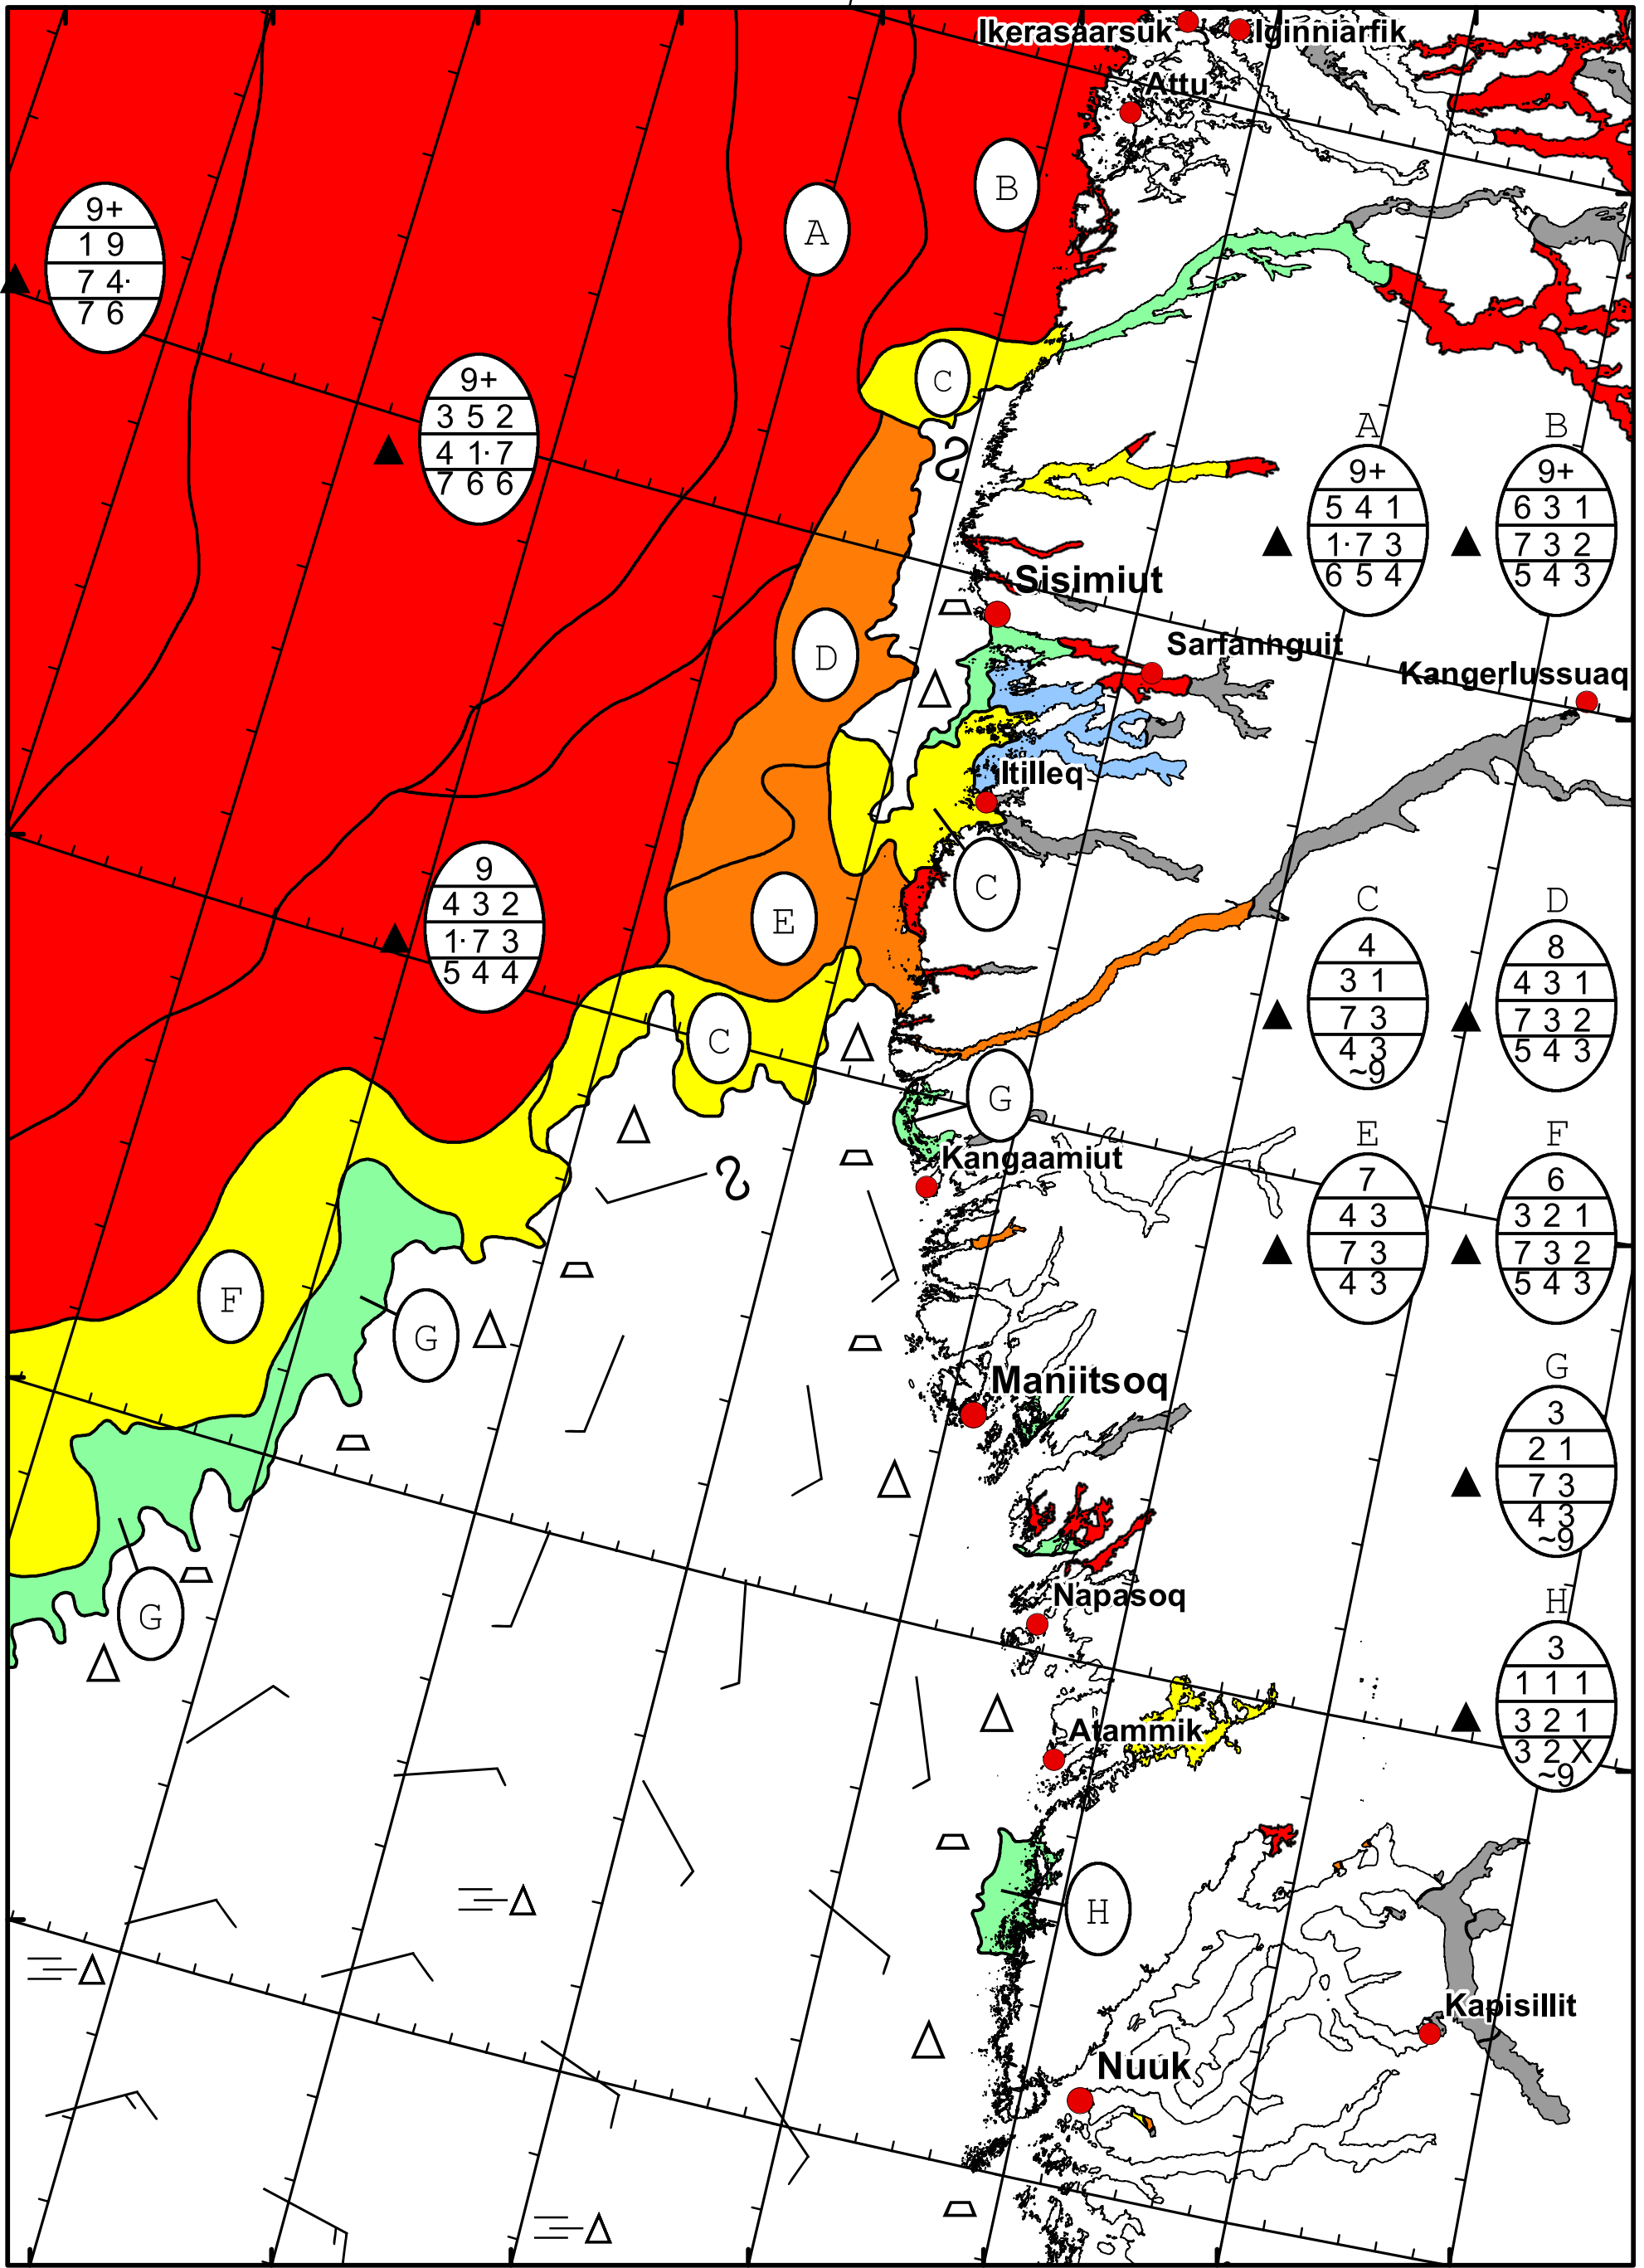 Ikerasaarsuk
Iginniarfik
Attu
B
A
9+
1 9
7 4·
7 6
9+
3 5 2
4 1· 7
7 6 6
C
A
9+
5 4 1
1· 7 3
6 5 4
B
9+
6 3 1
7 3 2
5 4 3
Sisimiut
D
Sarfannguit
Kangerlussuaq
Itilleq
9
4 3 2
1· 7 3
5 4 4
E
C
C
4
3 1
7 3
4 3
~9
D
8
4 3 1
7 3 2
5 4 3
C
G
Kangaamiut
E
7
4 3
7 3
4 3
F
6
3 2 1
7 3 2
5 4 3
F
G
Maniitsoq
G
3
2 1
7 3
4 3
~9
G
Napasoq
H
3
1 1 1
3 2 1
3 2 X
~9
Atammik
H
Kapisillit
Nuuk